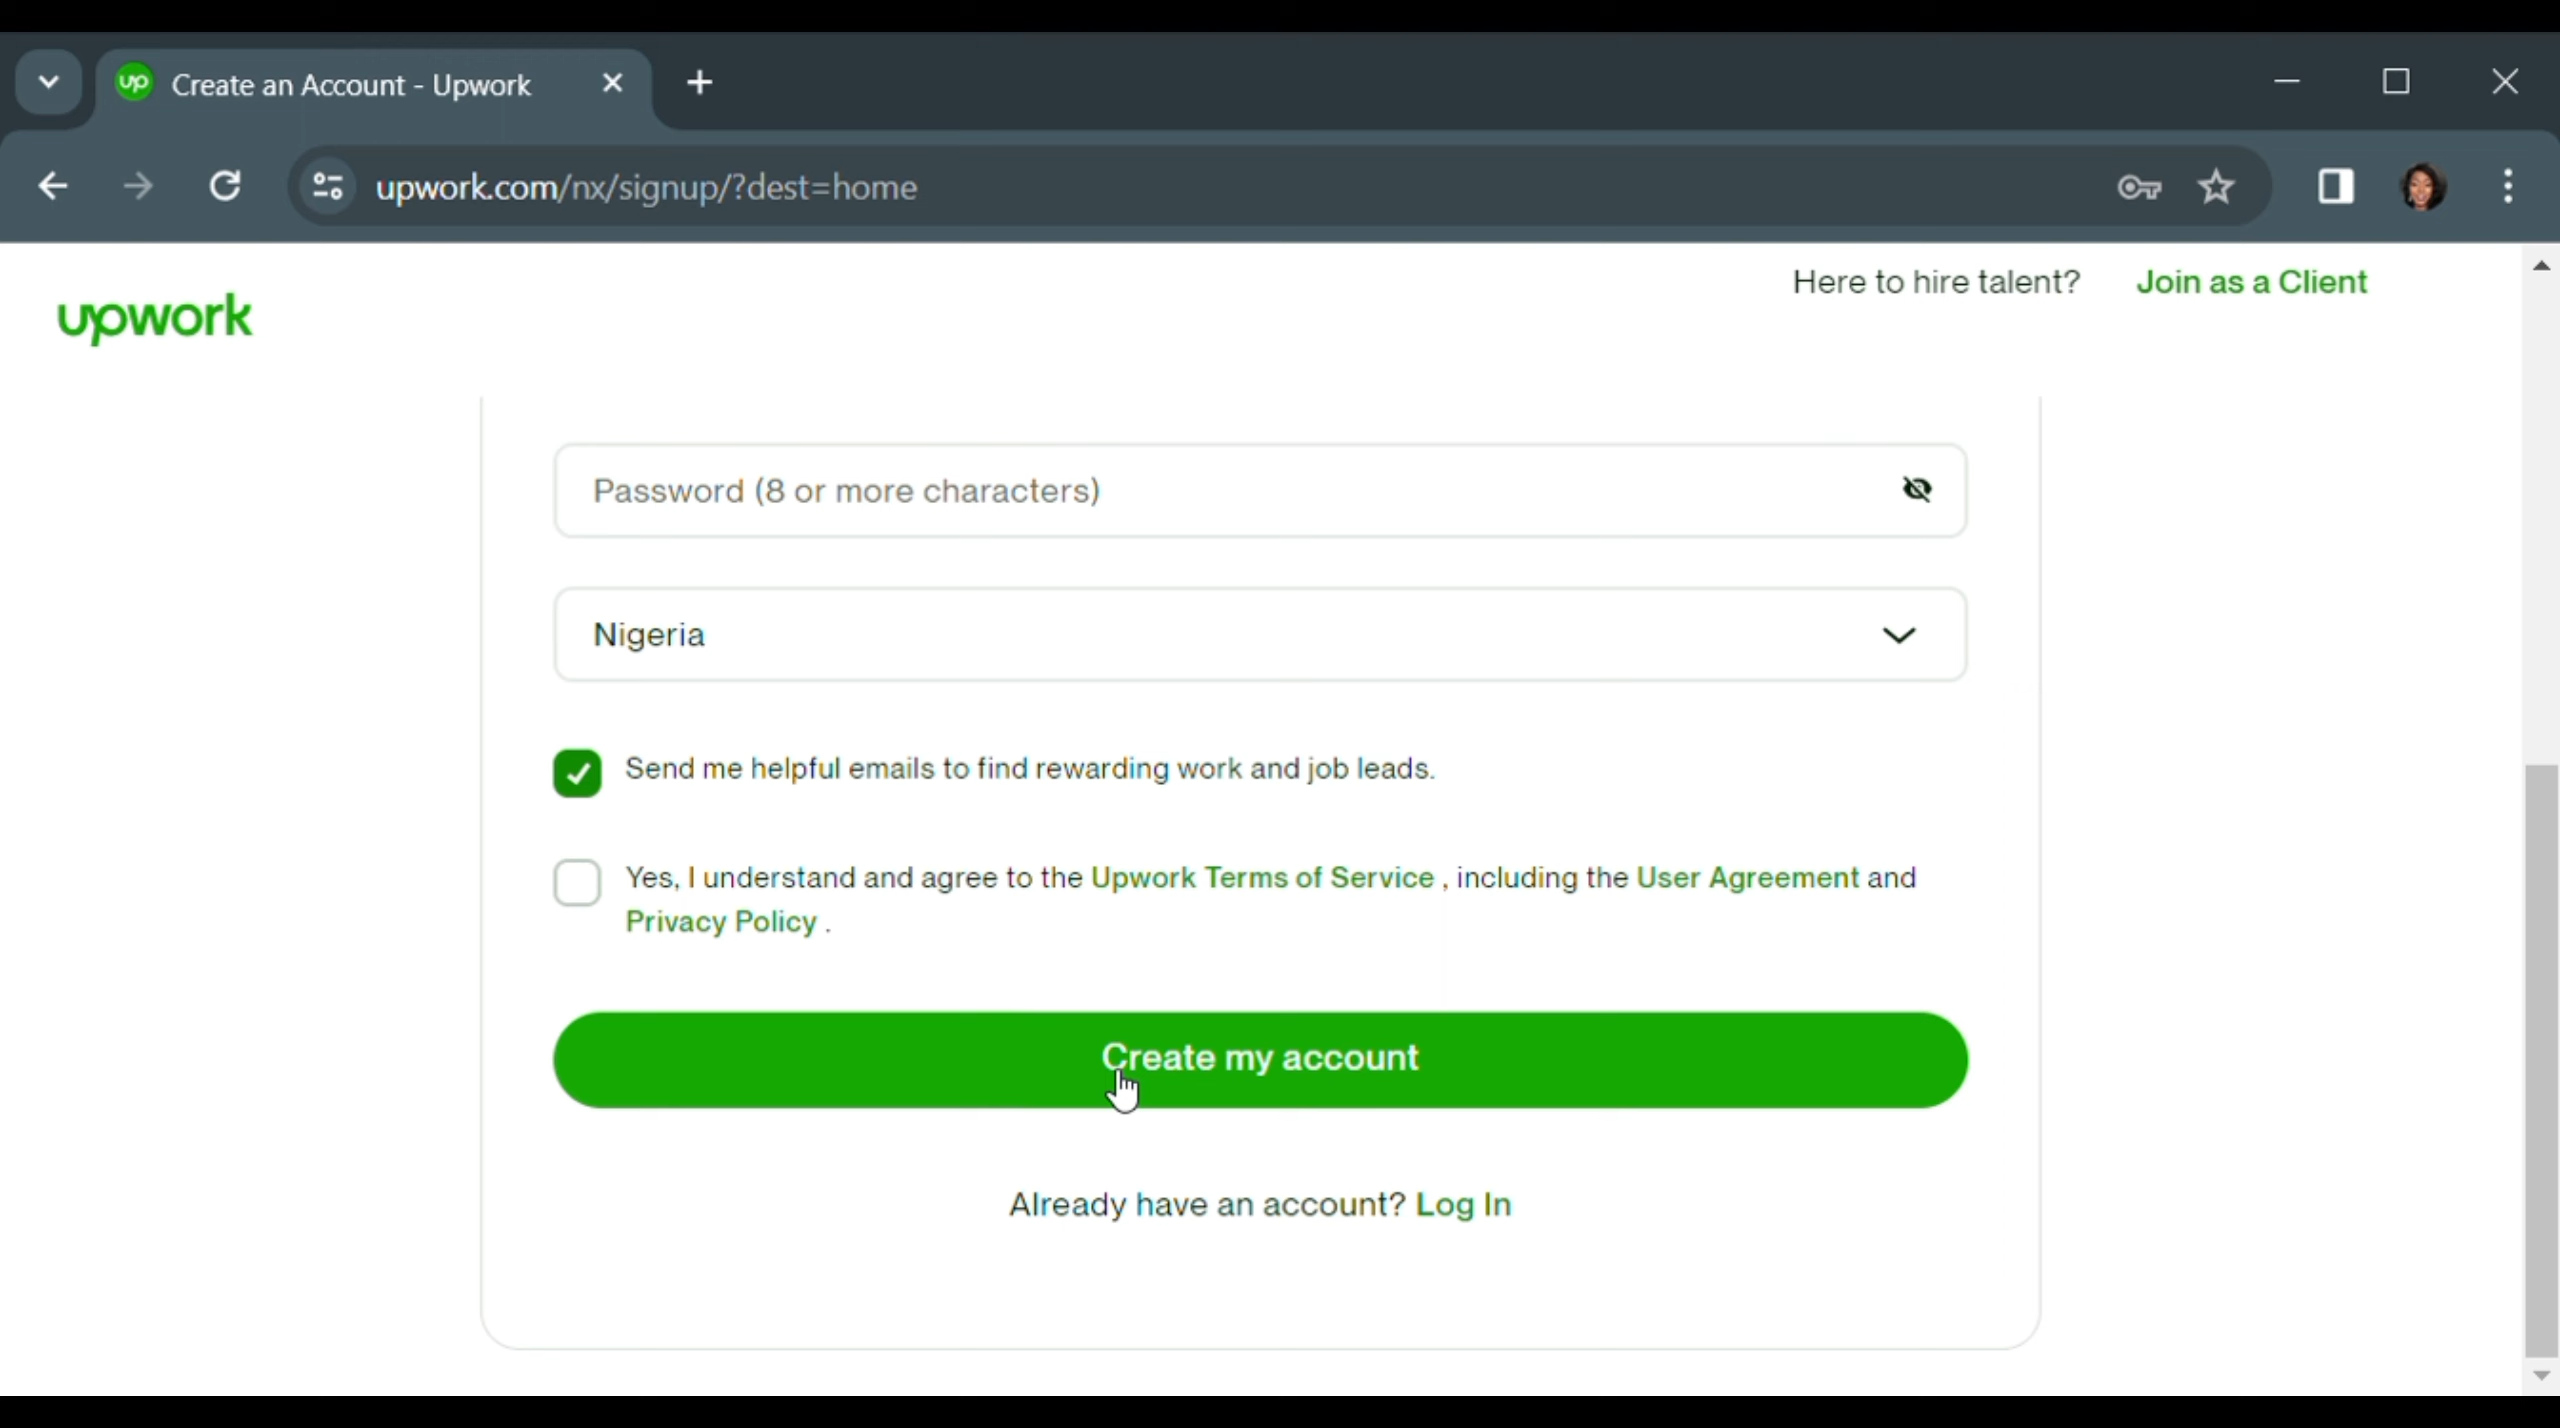 up Create an Account - Upwork
upwork.com/nx/signup/?dest=home
Here to hire talent? Join as a Client
upwork
Password (8 or more characters)
Nigeria
Send me helpful emails to find rewarding work and job leads.
Yes, I understand and agree to the Upwork Terms of Service , including the User Agreement and
Privacy Policy .
Create my account
Already have an account? Log In